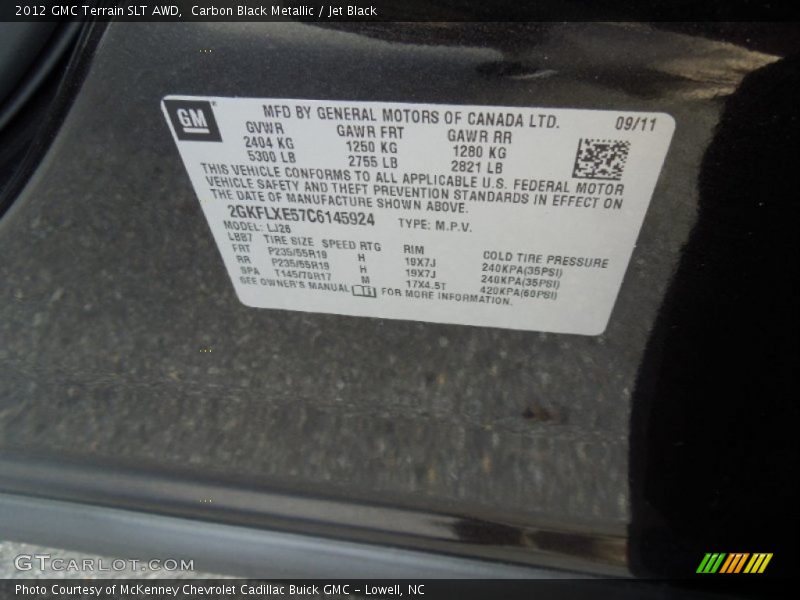 2012 GMC Terrain SLT AWD, Carbon Black Metallic / Jet Black
GM
MFD BY GENERAL MOTORS OF CANADA LTD. 09/11
GVWR GAWR FRT GAWR RR
2404 KG 1250 KG 1280 KG
5300 LB 2755 LB 2821 LB
THIS VEHICLE CONFORMS TO ALL APPLICABLE U.S. FEDERAL MOTOR
VEHICLE SAFETY AND THEFT PREVENTION STANDARDS IN EFFECT ON
THE DATE OF MANUFACTURE SHOWN ABOVE.
2GKFLXE57C6145924 TYPE: M.P.V.
MODEL: LJ26
L8B7 TIRE SIZE SPEED RTG RIM COLD TIRE PRESSURE
FRT P235/55R19 H 19X7J 240KPA(35PSI)
RR P235/55R19 H 19X7J 240KPA(35PSI)
SPA T145/70R17 M 17X4.5T 420KPA(60PSI)
SEE OWNER'S MANUAL FOR MORE INFORMATION.
GTCARLOT.COM
Photo Courtesy of McKenney Chevrolet Cadillac Buick GMC - Lowell, NC